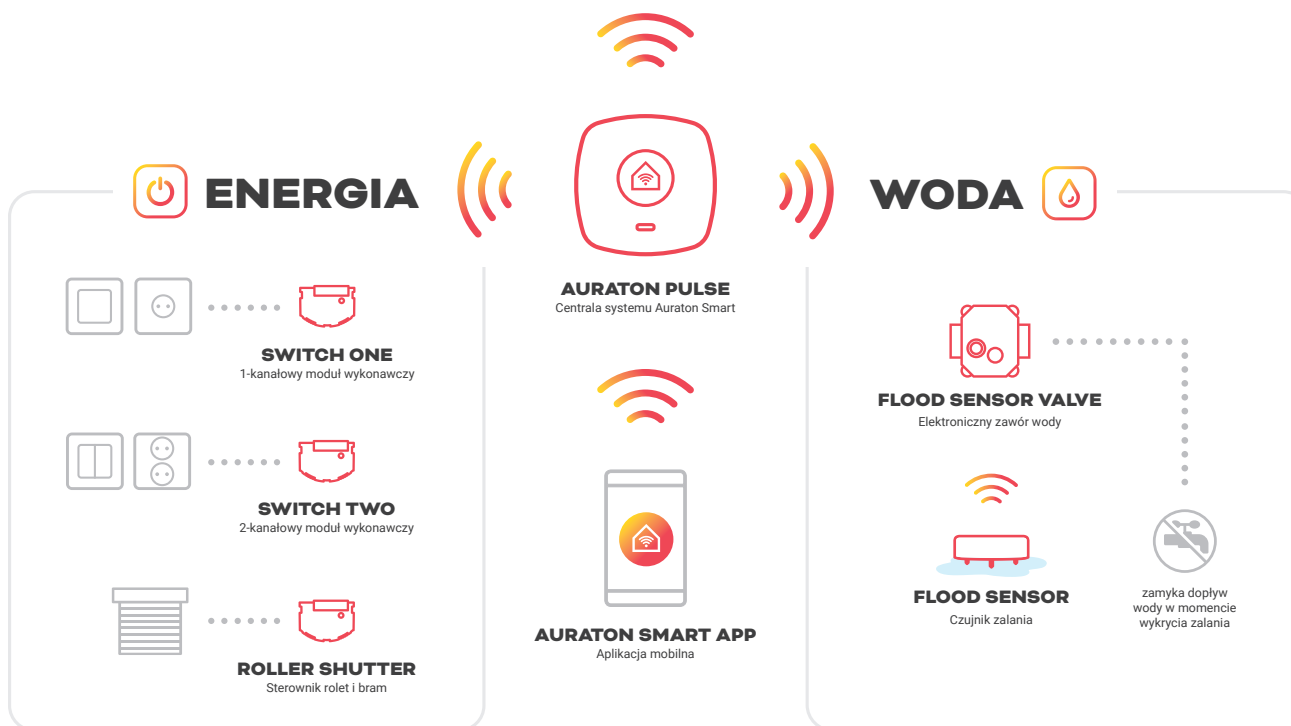 ENERGIA
SWITCH ONE
1-kanałowy moduł wykonawczy
SWITCH TWO
2-kanałowy moduł wykonawczy
ROLLER SHUTTER
Sterownik rolet i bram
AURATON PULSE
Centrala systemu Auraton Smart
AURATON SMART APP
Aplikacja mobilna
WODA
FLOOD SENSOR VALVE
Elektroniczny zawór wody
FLOOD SENSOR
Czujnik zalania
zamyka dopływ
wody w momencie
wykrycia zalania